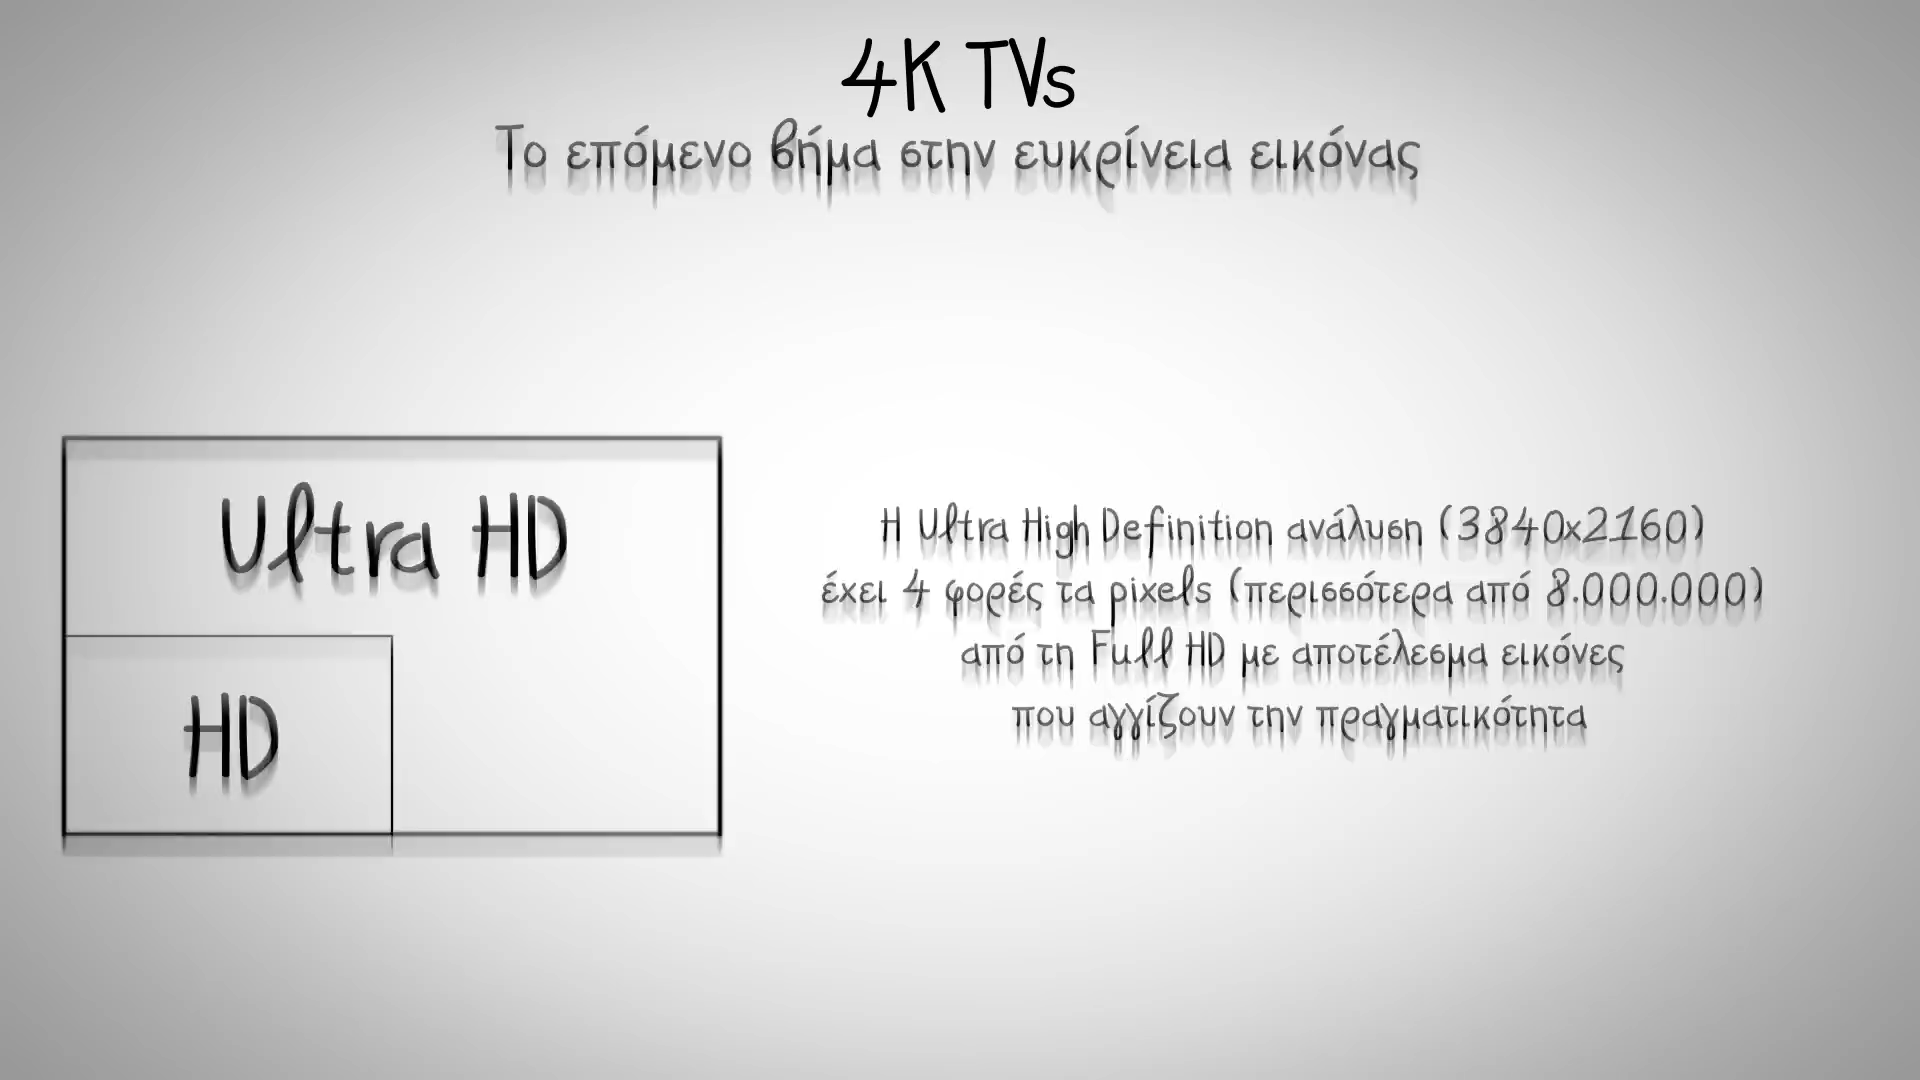 4K TVs
Το επόμενο βήμα στην ευκρίνεια εικόνας
Ultra HD
HD
Η Ultra High Definition ανάλυση (3840x2160)
έχει 4 φορές τα pixels (περισσότερα από 8.000.000)
από τη Full HD με αποτέλεσμα εικόνες
που αγγίζουν την πραγματικότητα